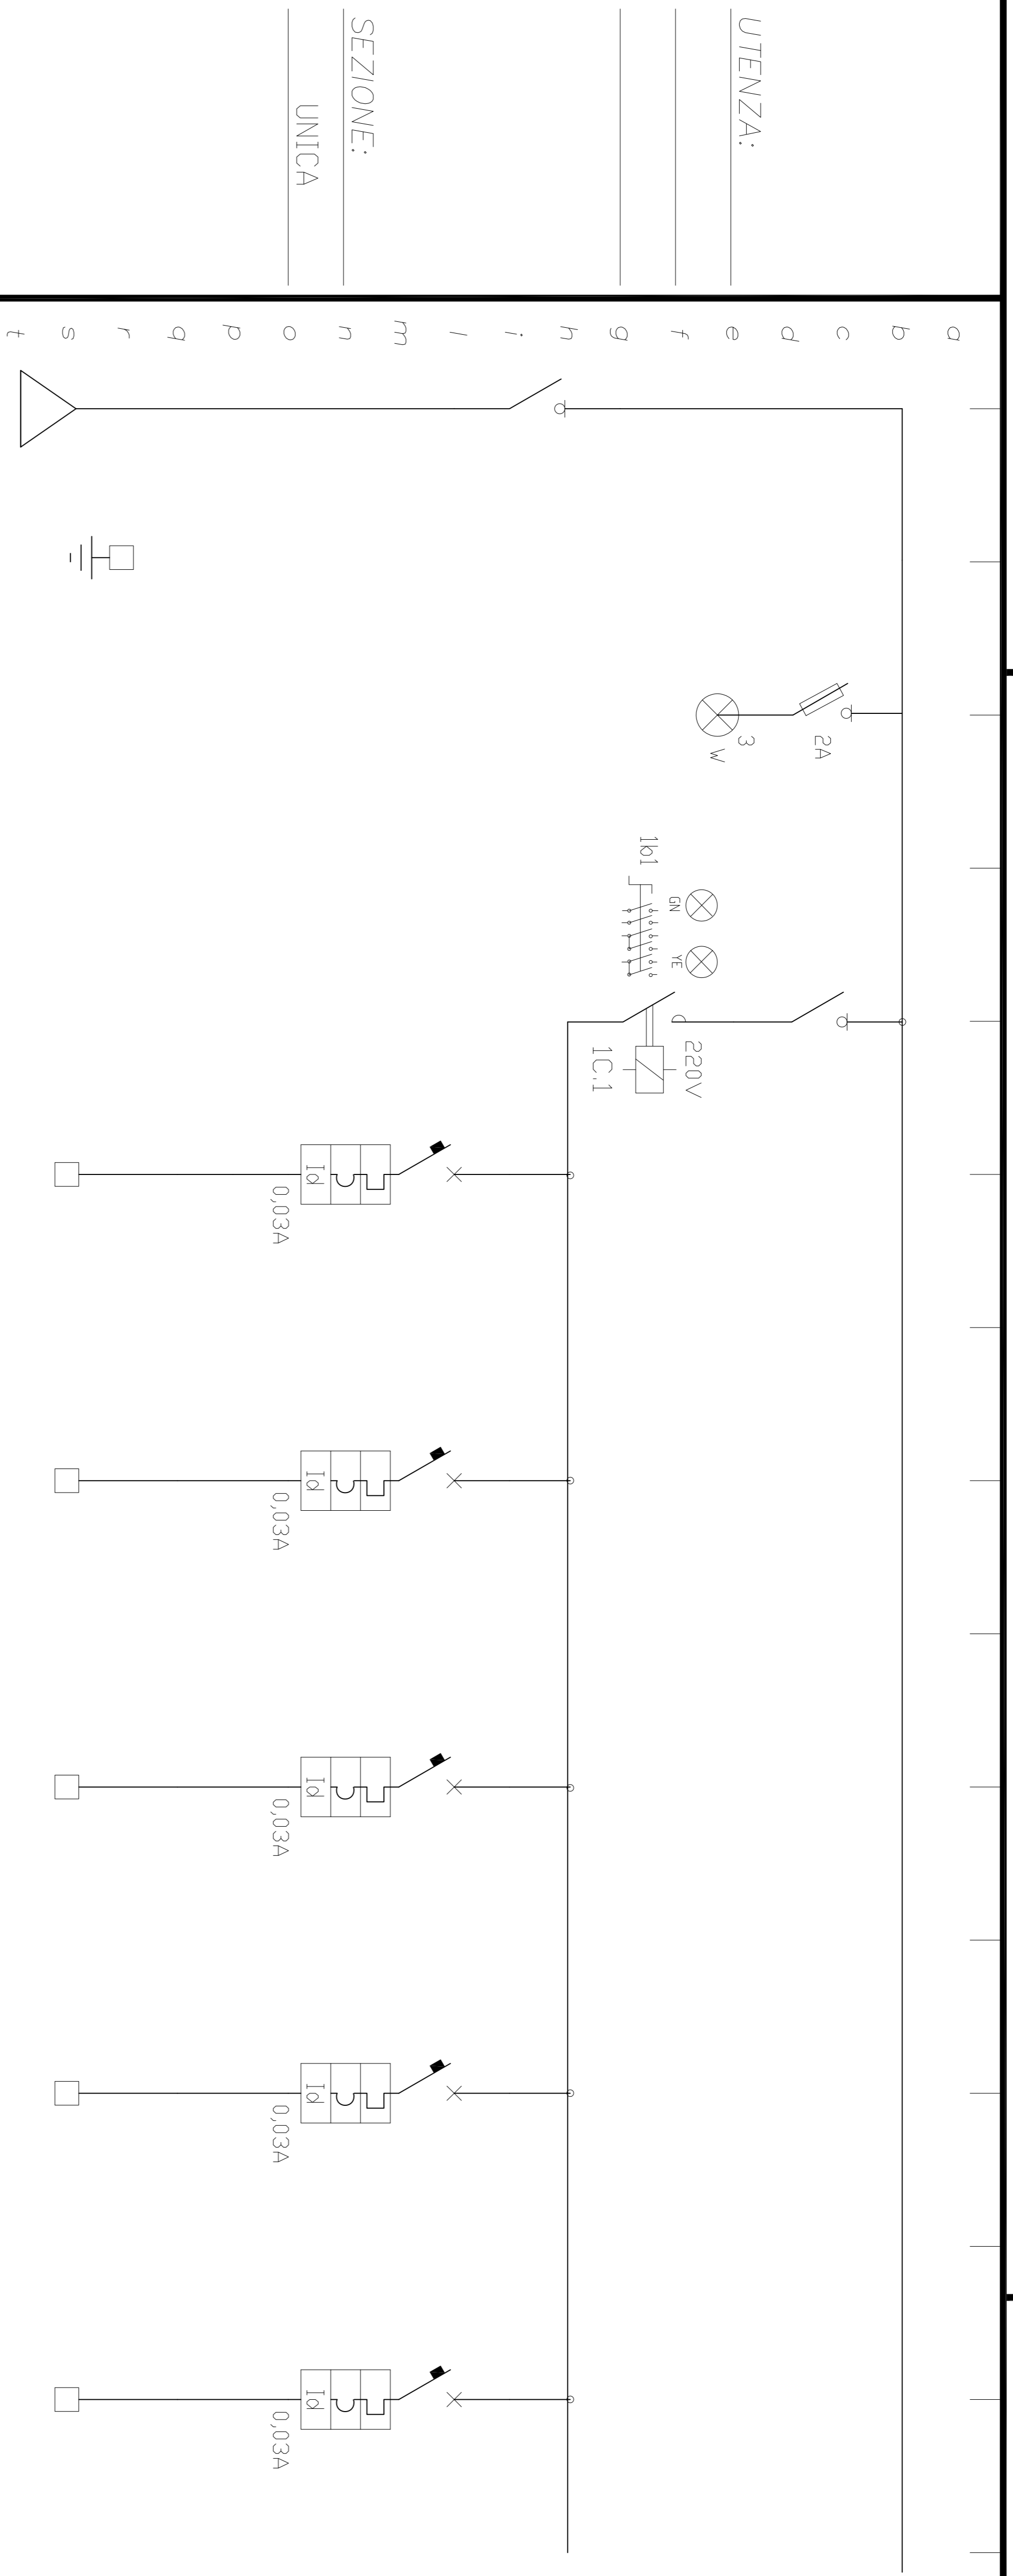 UTENZA:
SEZIONE:
UNICA
a
b
c
d
e
f
g
h
i
l
m
n
o
p
q
r
s
t
2A
3
W
1b1
GN
YE
220V
1C.1
Id
0,03A
Id
0,03A
Id
0,03A
Id
0,03A
Id
0,03A